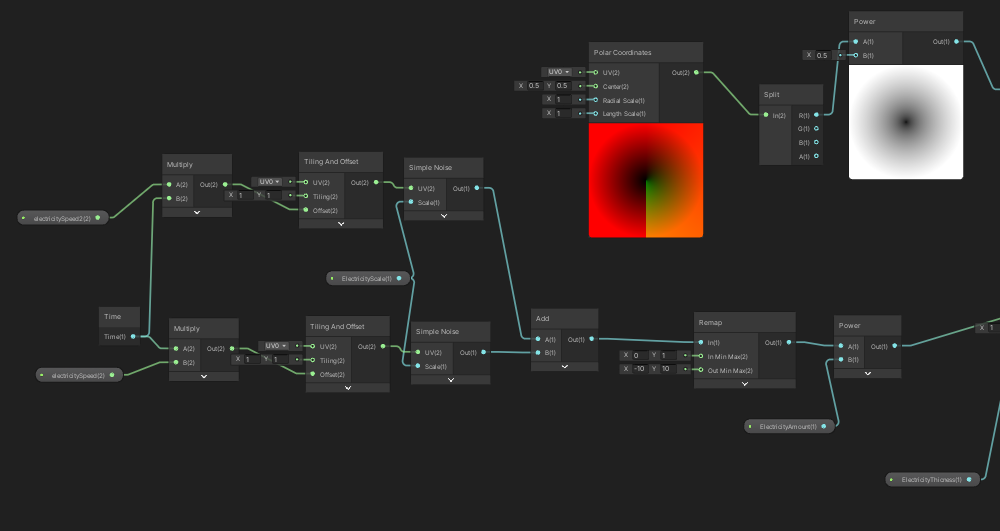 Power
A(1) Out(1)
X 0.5 B(1)
Polar Coordinates
UV0 UV(2) Out(2)
X 0.5 Y 0.5 Center(2)
X 1 Radial Scale(1)
X 1 Length Scale(1)
Split
In(2) R(1)
G(1)
B(1)
A(1)
Multiply
A(2) Out(2)
B(2)
Tiling And Offset
UV0 UV(2) Out(2)
X 1 Y 1 Tiling(2)
Offset(2)
Simple Noise
UV(2) Out(1)
Scale(1)
electricitySpeed2(2)
ElectricityScale(1)
Time
Time(1)
Multiply
A(2) Out(2)
B(2)
electricitySpeed(2)
Tiling And Offset
UV0 UV(2) Out(2)
X 1 Y 1 Tiling(2)
Offset(2)
Simple Noise
UV(2) Out(1)
Scale(1)
Add
A(1) Out(1)
B(1)
Remap
In(1) Out(1)
X 0 Y 1 In Min Max(2)
X -10 Y 10 Out Min Max(2)
Power
A(1) Out(1)
B(1)
X 1
ElectricityAmount(1)
ElectricityThicness(1)